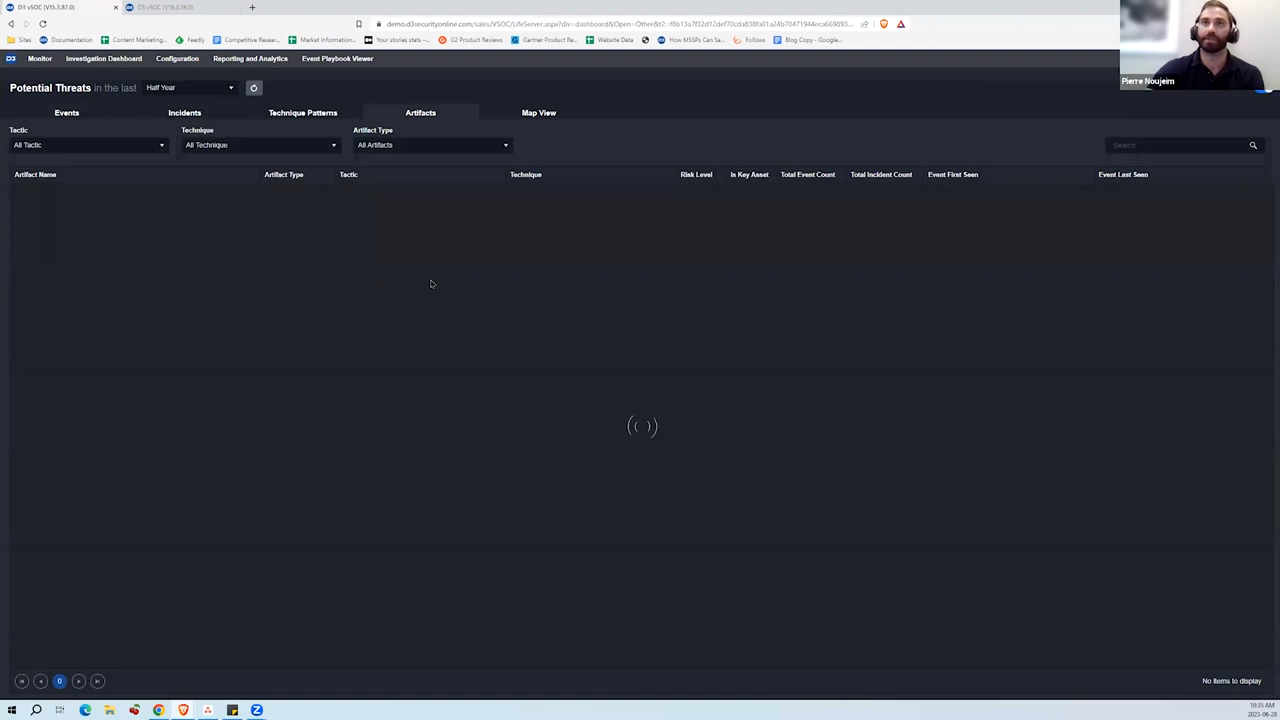 D3 vSOC (V15.3.87.0)
D3 vSOC (V16.0.36.0)
demo.d3securityonline.com/sales/VSOC/LifeServer.aspx?div=dashboard&Open=Other&t2=f8b13a7f32d12def70cda838fa01a24b70471944eca669893...
Sites
Documentation
Content Marketing...
Feedly
Competitive Resear...
Market Information...
Your stories stats –...
G2 Product Reviews
Gartner Product Re...
Website Data
How MSSPs Can Sa...
Follows
Blog Copy - Google...
Pierre Noujeim
D3
Monitor
Investigation Dashboard
Configuration
Reporting and Analytics
Event Playbook Viewer
Potential Threats in the last
Half Year
Events
Incidents
Technique Patterns
Artifacts
Map View
Tactic
Technique
Artifact Type
All Tactic
All Technique
All Artifacts
Search
Artifact Name
Artifact Type
Tactic
Technique
Risk Level
In Key Asset
Total Event Count
Total Incident Count
Event First Seen
Event Last Seen
0
No items to display
10:35 AM
2023-06-28